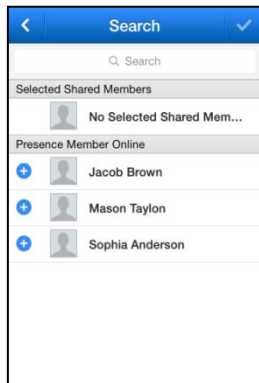 Search
Search
Selected Shared Members
No Selected Shared Mem...
Presence Member Online
Jacob Brown
Mason Taylon
Sophia Anderson